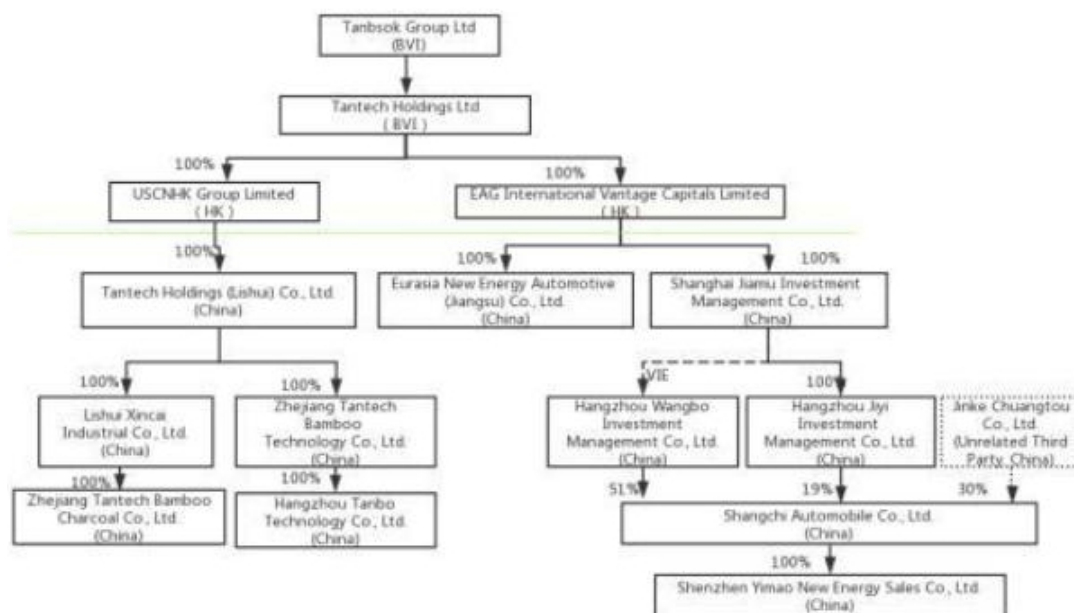 Tanbsok Group Ltd
(BVI)
Tantech Holdings Ltd
( BVI )
100%
100%
USCNHK Group Limited
( HK )
EAG International Vantage Capitals Limited
( HK )
100%
100%
100%
Tantech Holdings (Lishui) Co., Ltd.
(China)
Eurasia New Energy Automotive
(Jiangsu) Co., Ltd.
(China)
Shanghai Jiamu Investment
Management Co., Ltd.
(China)
100%
100%
VIE
100%
Lishui Xincai
Industrial Co., Ltd.
(China)
Zhejiang Tantech
Bamboo
Technology Co., Ltd.
(China)
Hangzhou Wangbo
Investment
Management Co., Ltd.
(China)
Hangzhou Jiyi
Investment
Management Co., Ltd.
(China)
Jinke Chuangtou
Co., Ltd.
(Unrelated Third
Party, China)
100%
100%
51%
19%
30%
Zhejiang Tantech Bamboo
Charcoal Co., Ltd.
(China)
Hangzhou Tanbo
Technology Co., Ltd.
(China)
Shangchi Automobile Co., Ltd.
(China)
100%
Shenzhen Yimao New Energy Sales Co., Ltd.
(China)